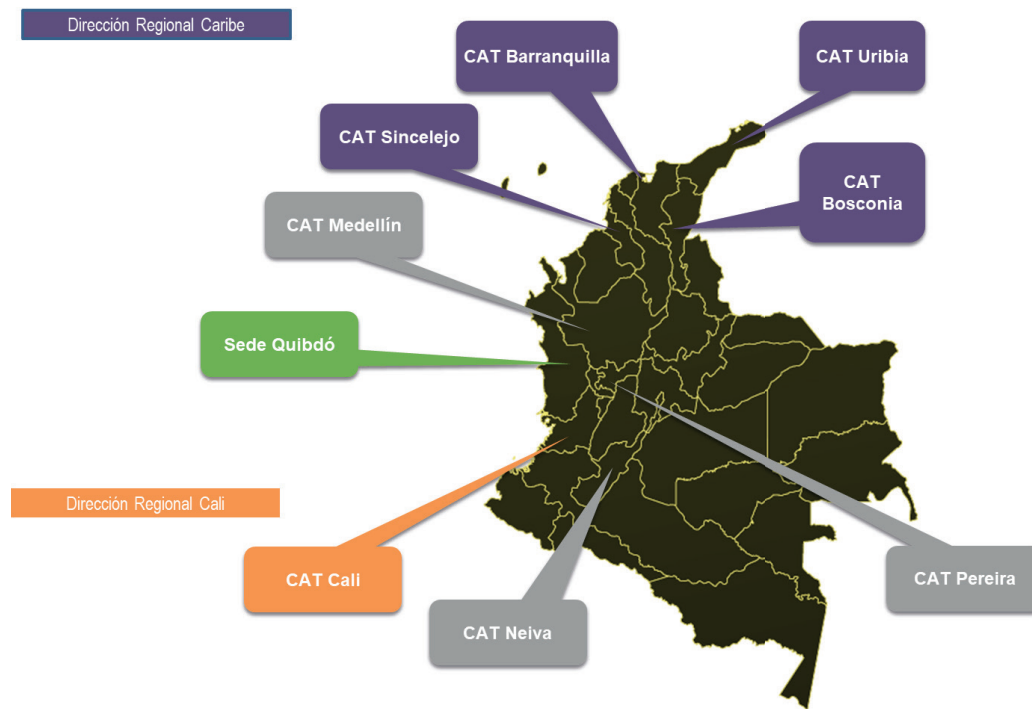 Dirección Regional Caribe
CAT Barranquilla
CAT Uribia
CAT Sincelejo
CAT
Bosconia
CAT Medellín
Sede Quibdó
Dirección Regional Cali
CAT Cali
CAT Pereira
CAT Neiva